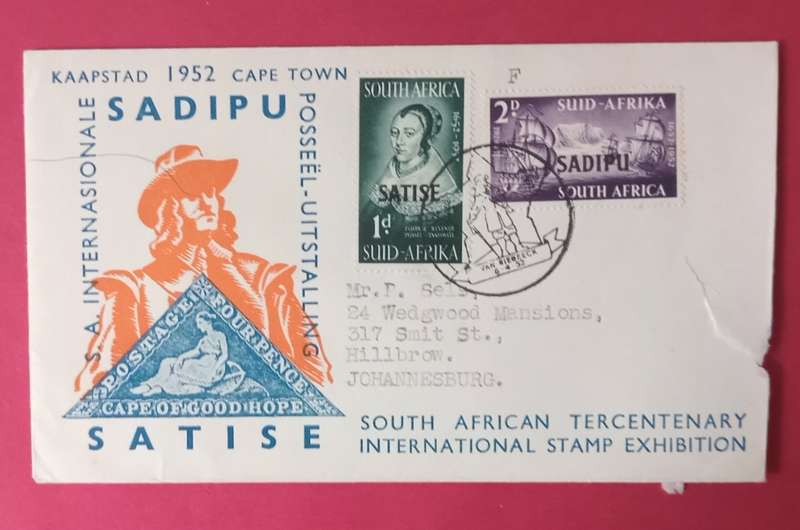 KAAPSTAD 1952 CAPE TOWN
SADIPU
S. A. INTERNASIONALE
POSSEËL-UITSTALLING
POSTAGE
FOUR PENCE
CAPE OF GOOD HOPE
SATISE
F
SOUTH AFRICA
SATISE
1d.
SUID-AFRIKA
2D
SUID-AFRIKA
SADIPU
SOUTH AFRICA
VAN RIEBEECK
Mr.P.
24 Wedgwood Mansions,
317 Smit St.,
Hillbrow.
JOHANNESBURG.
SOUTH AFRICAN TERCENTENARY
INTERNATIONAL STAMP EXHIBITION